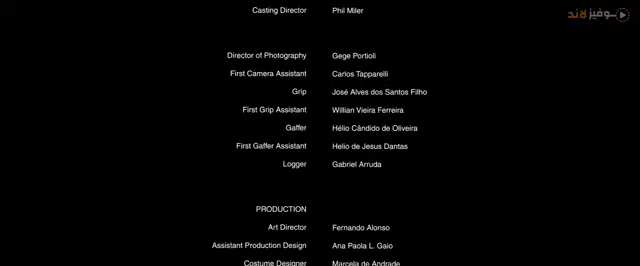 موفيز لاند
Casting Director Phil Miler
Director of Photography Gege Portioli
First Camera Assistant Carlos Tapparelli
Grip José Alves dos Santos Filho
First Grip Assistant Willian Vieira Ferreira
Gaffer Hélio Cândido de Oliveira
First Gaffer Assistant Helio de Jesus Dantas
Logger Gabriel Arruda
PRODUCTION
Art Director Fernando Alonso
Assistant Production Design Ana Paola L. Gaio
Costume Designer Marcela de Andrade